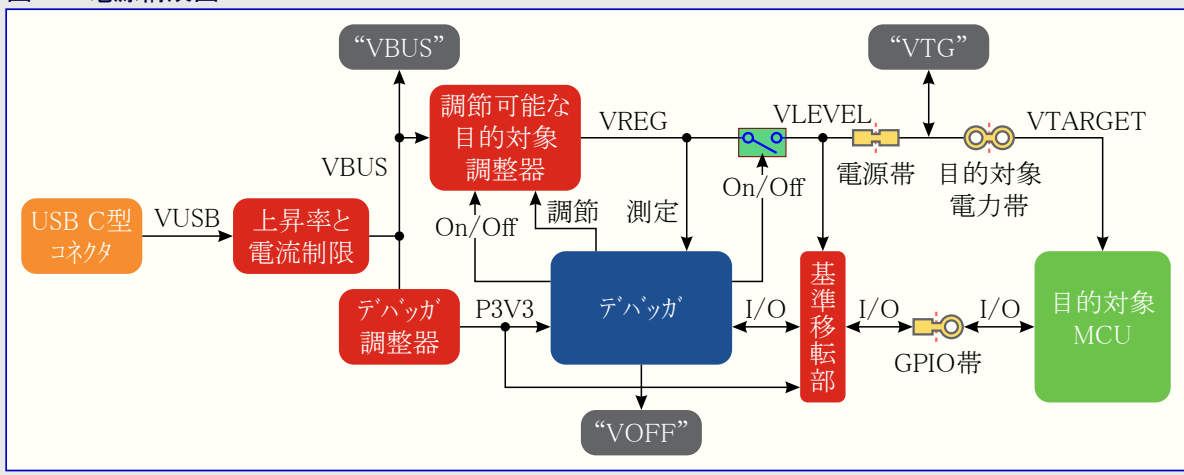 “VBUS”
“VTG”
調節可能な
目的対象
調整器
VREG
VLEVEL
VTARGET
VBUS
電源帯
目的対象
電力帯
On/Off
調節
測定
On/Off
USB C型
コネクタ
VUSB
上昇率と
電流制限
デバッガ
調整器
P3V3
デバッガ
I/O
基準移転部
I/O
GPIO帯
I/O
目的対象
MCU
“VOFF”